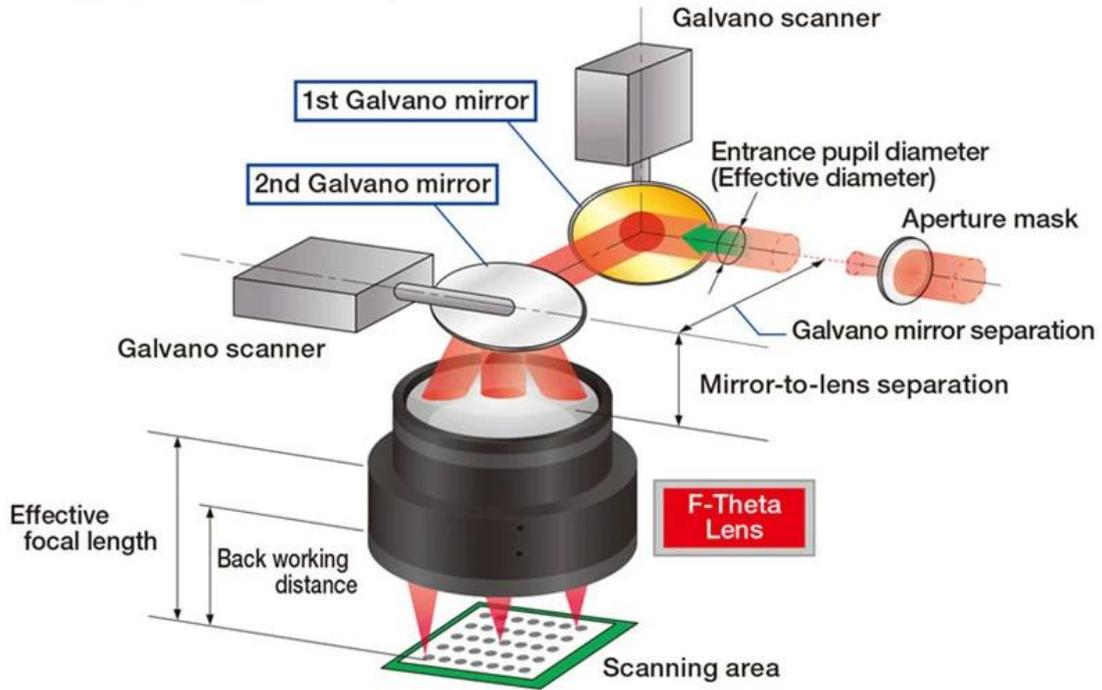 Galvano scanner
1st Galvano mirror
Entrance pupil diameter
(Effective diameter)
2nd Galvano mirror
Aperture mask
Galvano mirror separation
Galvano scanner
Mirror-to-lens separation
F-Theta
Lens
Effective
focal length
Back working
distance
Scanning area